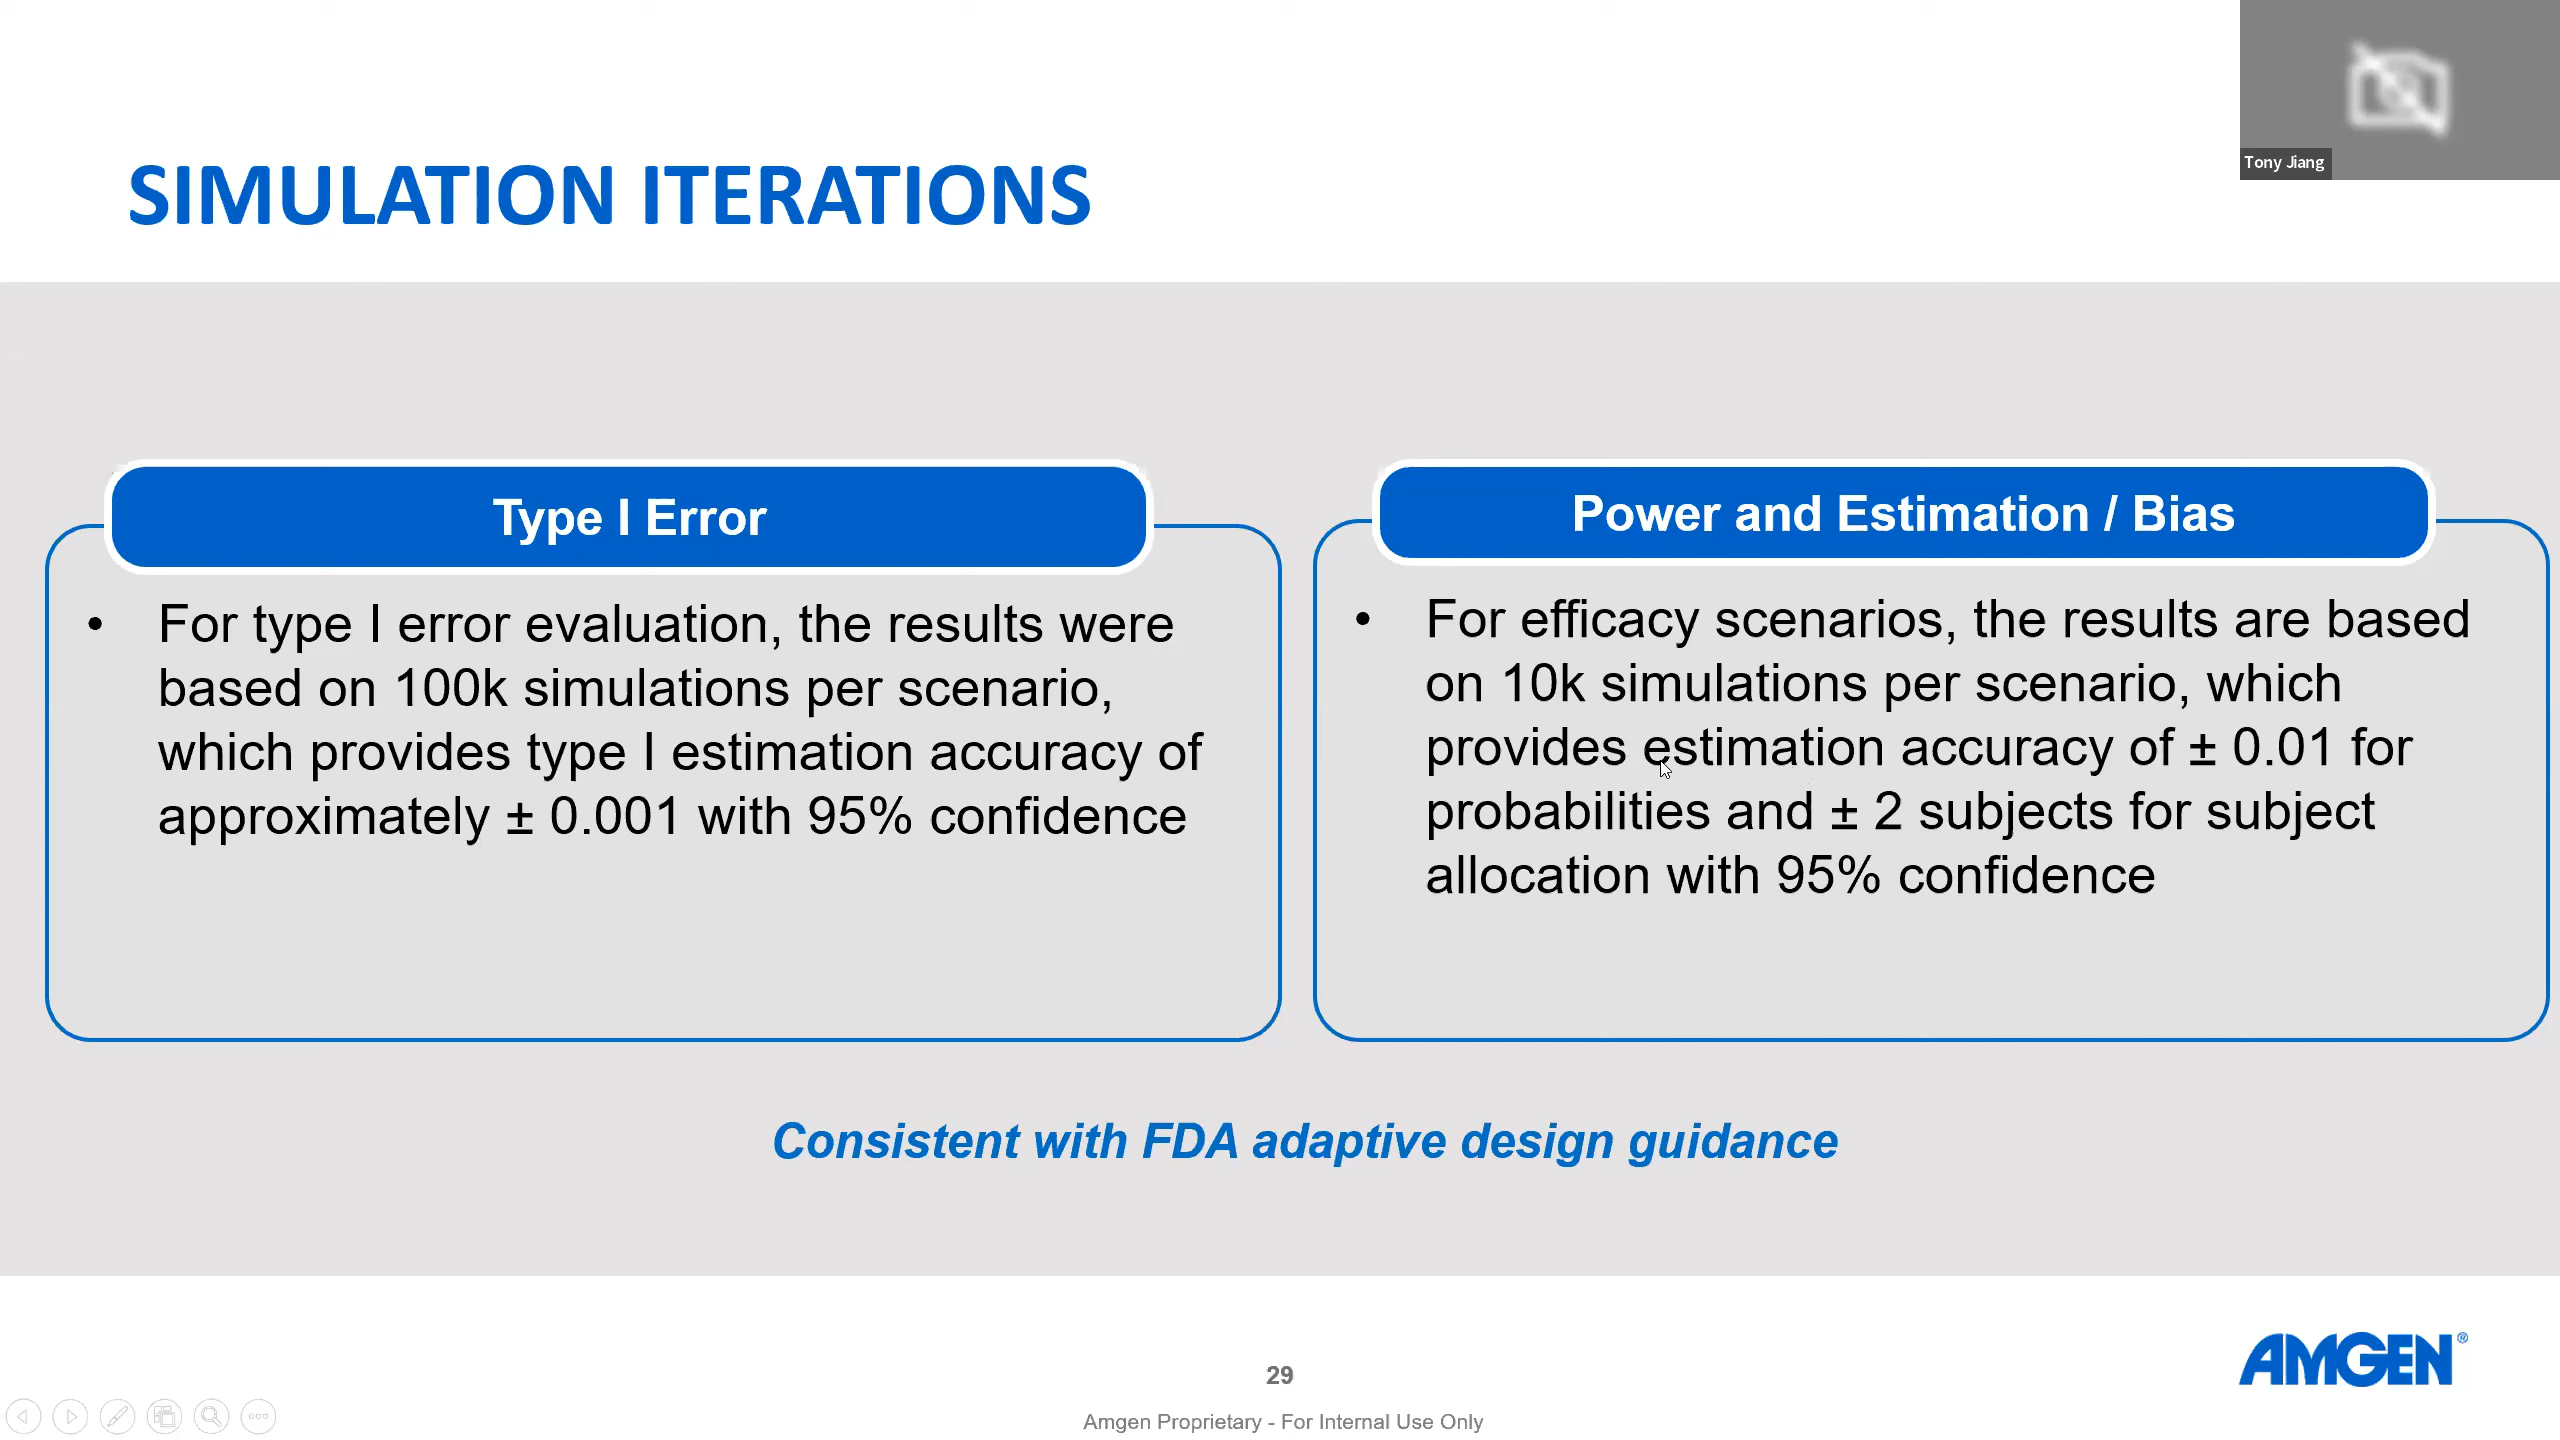 Tony Jiang
SIMULATION ITERATIONS
Type I Error
• For type I error evaluation, the results were
based on 100k simulations per scenario,
which provides type I estimation accuracy of
approximately ± 0.001 with 95% confidence
Power and Estimation / Bias
• For efficacy scenarios, the results are based
on 10k simulations per scenario, which
provides estimation accuracy of ± 0.01 for
probabilities and ± 2 subjects for subject
allocation with 95% confidence
Consistent with FDA adaptive design guidance
AMGEN®
29
Amgen Proprietary - For Internal Use Only